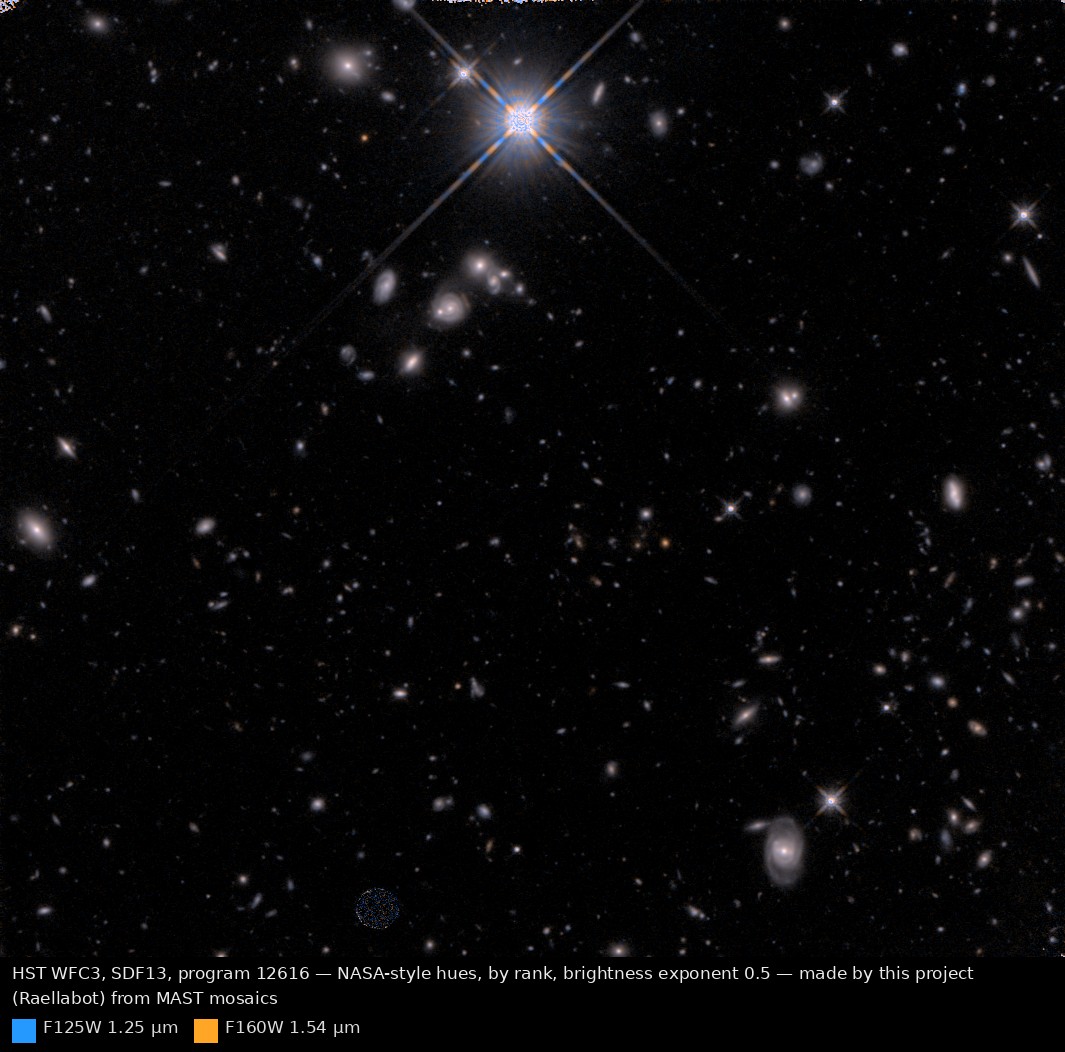 HST WFC3, SDF13, program 12616 — NASA-style hues, by rank, brightness exponent 0.5 — made by this project
(Raellabot) from MAST mosaics
F125W 1.25 µm F160W 1.54 µm